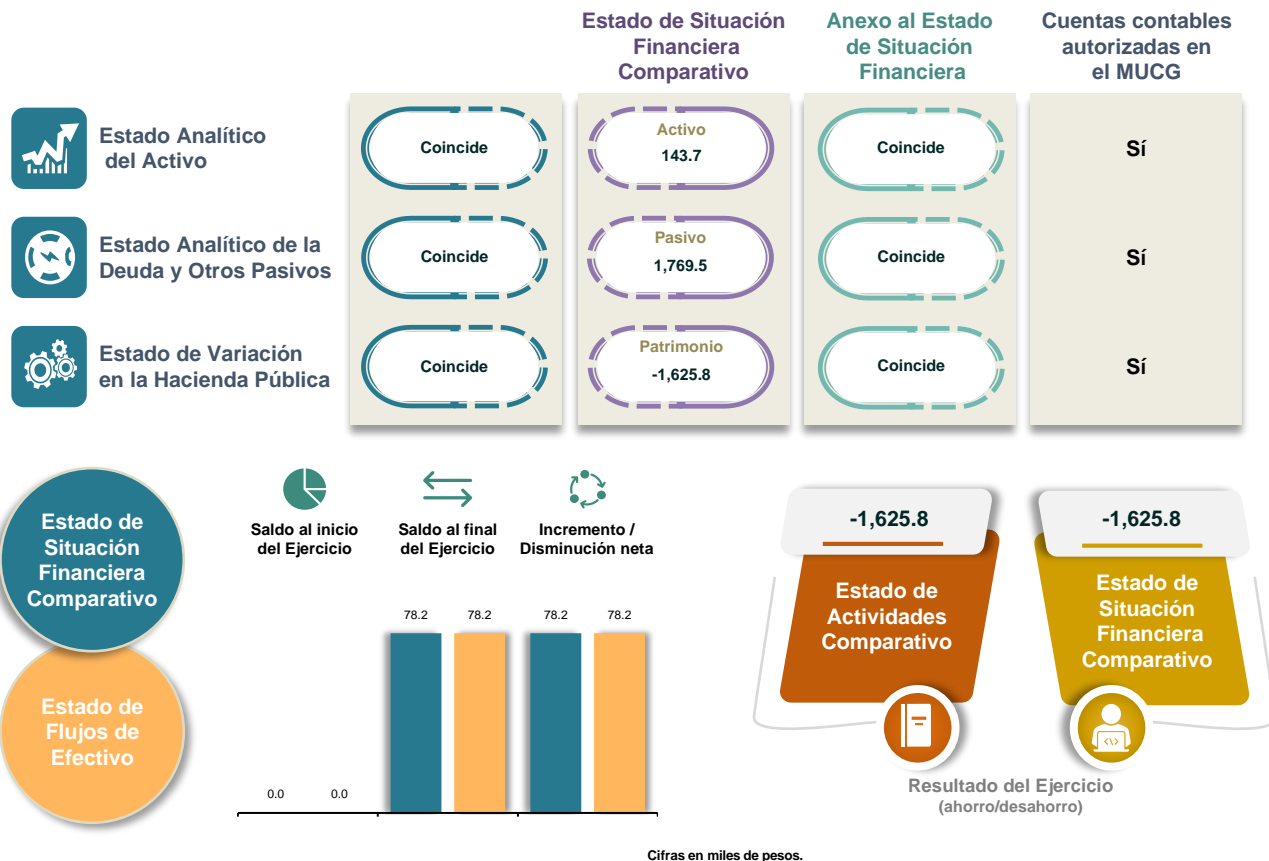 Estado de Situación
Financiera
Comparativo
Anexo al Estado
de Situación
Financiera
Cuentas contables
autorizadas en
el MUCG
Estado Analítico
del Activo
Coincide
Activo
143.7
Coincide
Sí
Estado Analítico de la
Deuda y Otros Pasivos
Coincide
Pasivo
1,769.5
Coincide
Sí
Estado de Variación
en la Hacienda Pública
Coincide
Patrimonio
-1,625.8
Coincide
Sí
Estado de
Situación
Financiera
Comparativo
Estado de
Flujos de
Efectivo
Saldo al inicio
del Ejercicio
Saldo al final
del Ejercicio
Incremento /
Disminución neta
0.0
0.0
78.2
78.2
78.2
78.2
-1,625.8
Estado de
Actividades
Comparativo
-1,625.8
Estado de
Situación
Financiera
Comparativo
Resultado del Ejercicio
(ahorro/desahorro)
Cifras en miles de pesos.